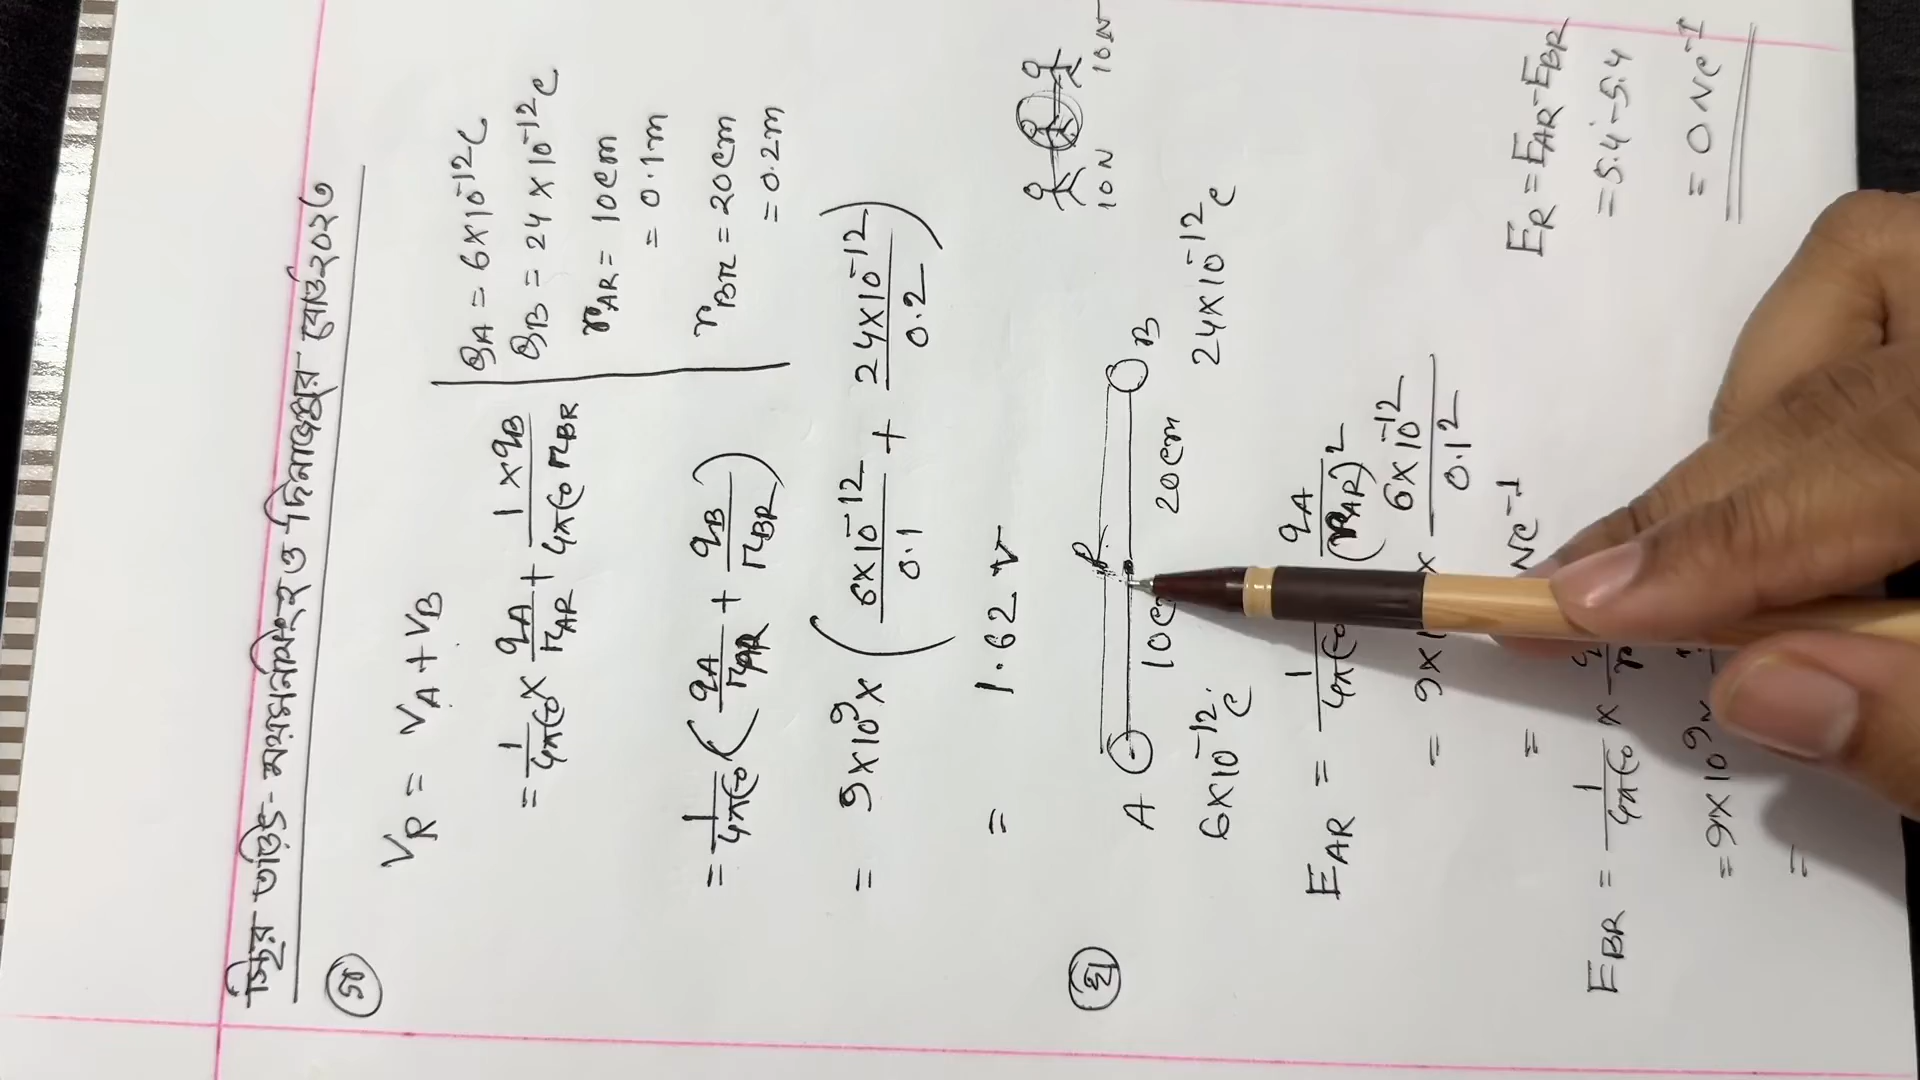 স্থির তড়িৎ - ময়মনসিংহ ও দিনাজপুর বোর্ড ২০২৩
গ
V_R = V_A + V_B
= 1/4πϵ₀ × q_A/r_AR + 1×q_B/4πϵ₀ r_BR
= 1/4πϵ₀ (q_A/r_AR + q_B/r_BR)
= 9×10⁹ × (6×10⁻¹²/0.1 + 24×10⁻¹²/0.2)
= 1.62 V
q_A = 6×10⁻¹² C
q_B = 24×10⁻¹² C
r_AR = 10cm
= 0.1m
r_BR = 20cm
= 0.2m
ঘ
10N 10N
A R B
20cm
6×10⁻¹² C 24×10⁻¹² C
E_AR = 1/4πϵ₀ q_A/(r_AR)²
= 9×1 × 6×10⁻¹²/0.1²
= NC⁻¹
E_BR = 1/4πϵ₀ ×
= 9×10⁹ ×
=
E_R = E_AR - E_BR
= 5.4 - 5.4
= 0 NC⁻¹